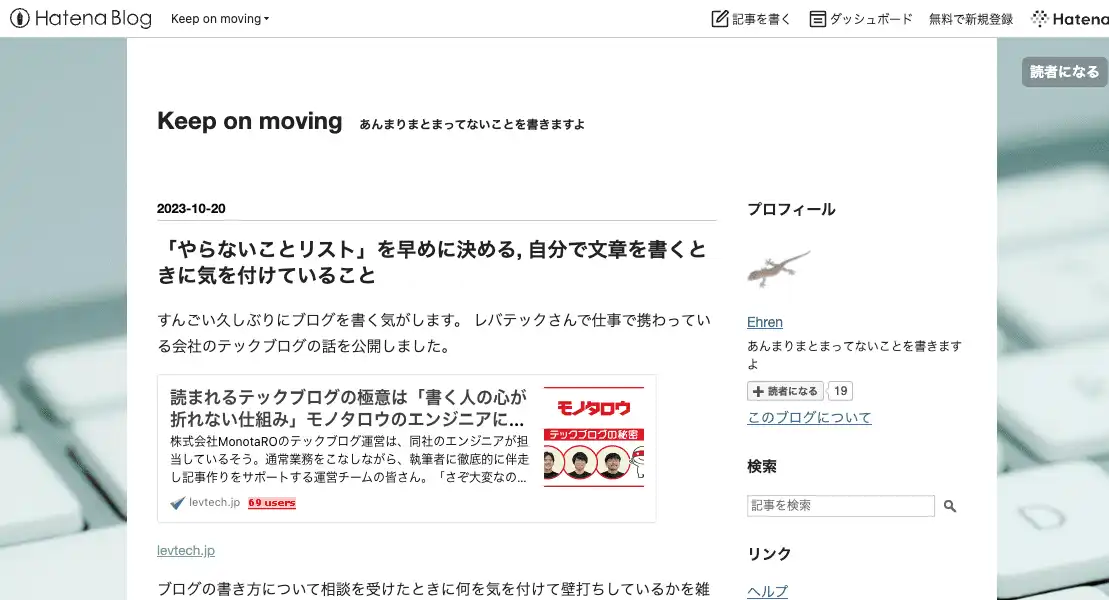 Hatena Blog
Keep on moving
記事を書く
ダッシュボード
無料で新規登録
Hatena
読者になる
Keep on moving
あんまりまとまってないことを書きますよ
2023-10-20
「やらないことリスト」を早めに決める, 自分で文章を書くと
きに気を付けていること
すんごい久しぶりにブログを書く気がします。 レバテックさんで仕事で携わってい
る会社のテックブログの話を公開しました。
読まれるテックブログの極意は「書く人の心が
折れない仕組み」モノタロウのエンジニアに...
株式会社MonotaROのテックブログ運営は、同社のエンジニアが担
当しているそう。通常業務をこなしながら、執筆者に徹底的に伴走
し記事作りをサポートする運営チームの皆さん。「さぞ大変なの...
levtech.jp 69 users
モノタロウ
テックブログの秘密
levtech.jp
ブログの書き方について相談を受けたときに何を気を付けて壁打ちしているかを雑
プロフィール
Ehren
あんまりまとまってないことを書きます
よ
読者になる 19
このブログについて
検索
記事を検索
リンク
ヘルプ